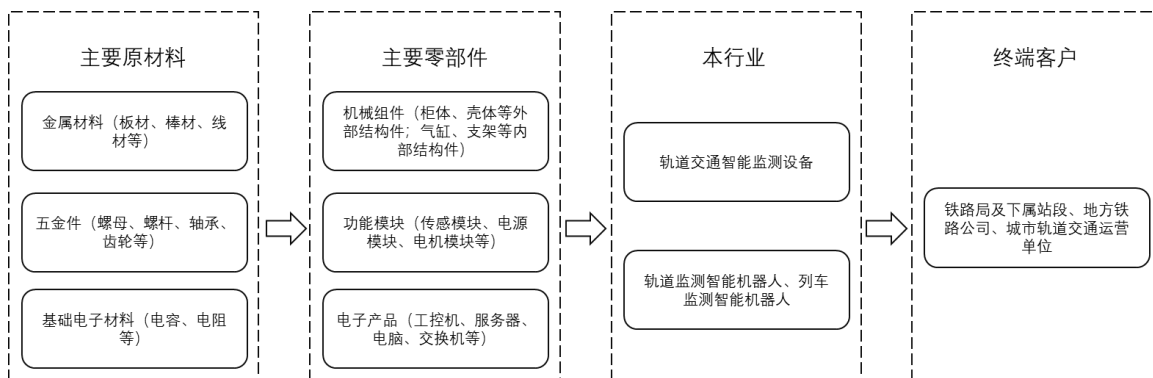 主要原材料
金属材料（板材、棒材、线
材等）
五金件（螺母、螺杆、轴承、
齿轮等）
基础电子材料（电容、电阻
等）
主要零部件
机械组件（柜体、壳体等外
部结构件；气缸、支架等内
部结构件）
功能模块（传感模块、电源
模块、电机模块等）
电子产品（工控机、服务器、
电脑、交换机等）
本行业
轨道交通智能监测设备
轨道监测智能机器人、列车
监测智能机器人
终端客户
铁路局及下属站段、地方铁
路公司、城市轨道交通运营
单位